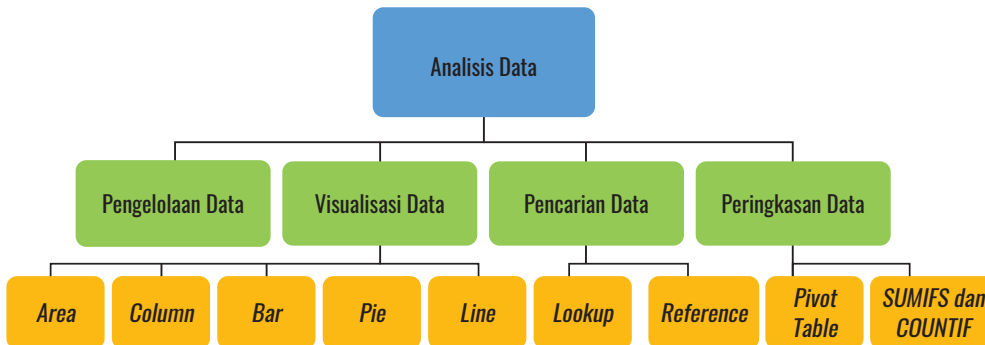 Analisis Data
Pengelolaan Data
Visualisasi Data
Pencarian Data
Peringkasan Data
Area
Column
Bar
Pie
Line
Lookup
Reference
Pivot
Table
SUMIFS dan
COUNTIF